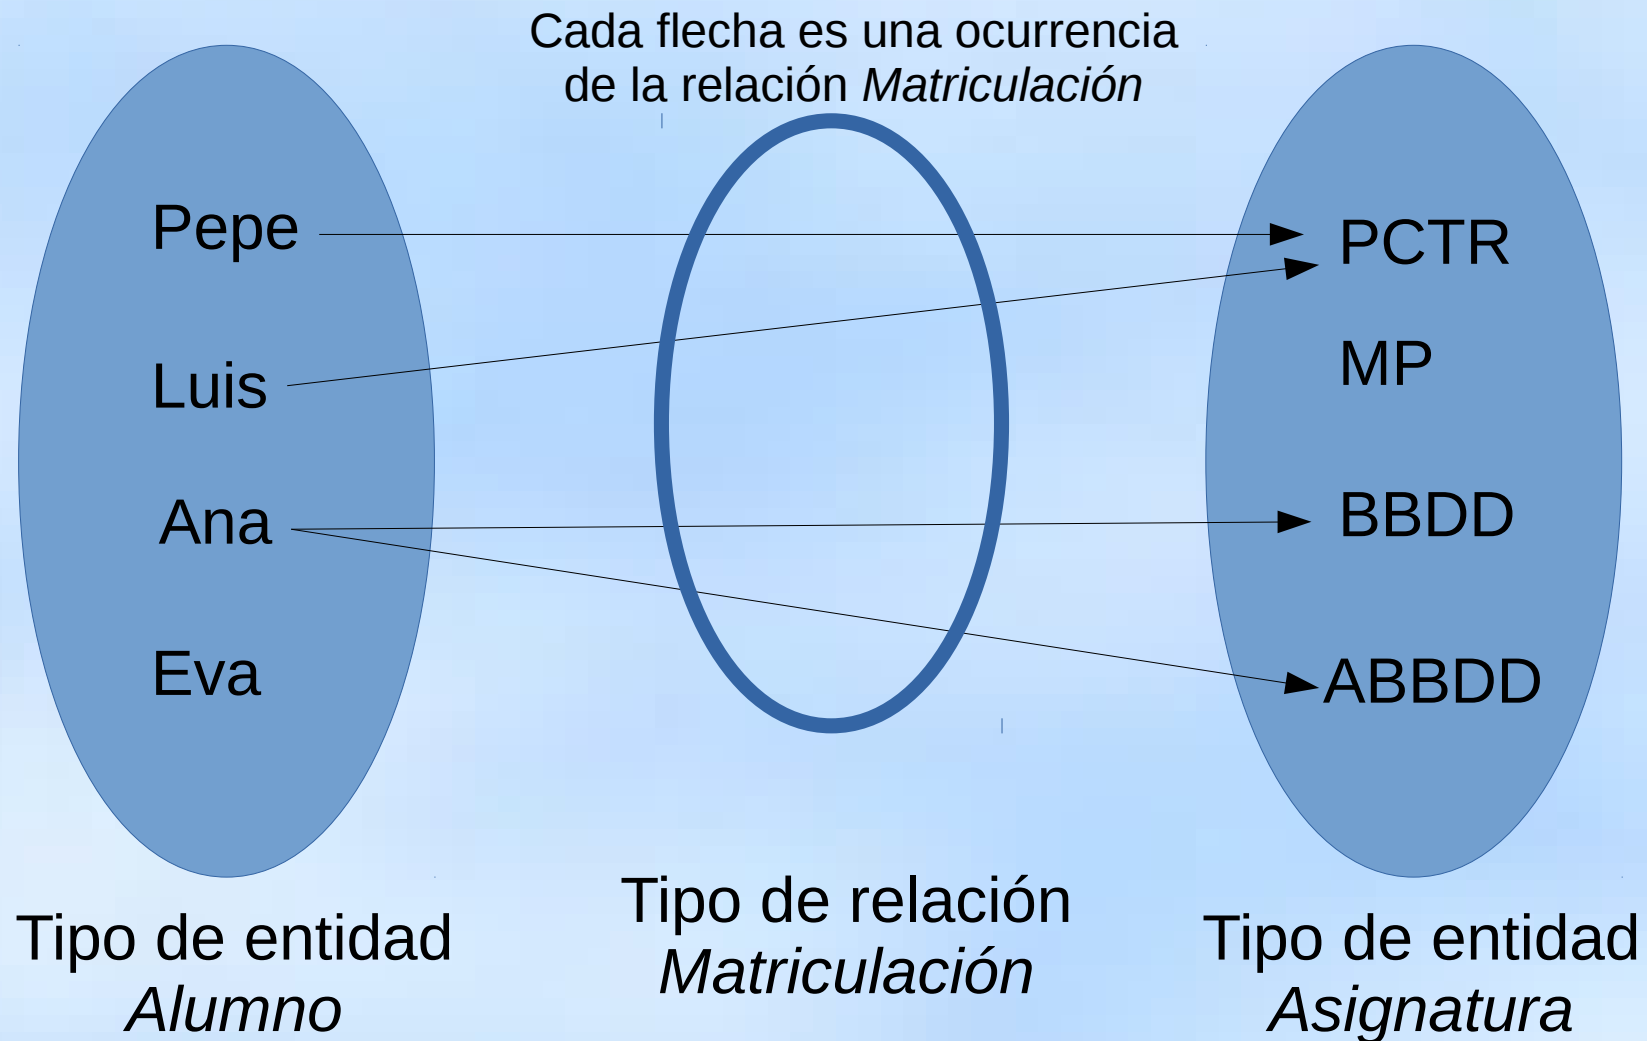 Cada flecha es una ocurrencia
de la relación Matriculación
Pepe
Luis
Ana
Eva
PCTR
MP
BBDD
ABBDD
Tipo de entidad
Alumno
Tipo de relación
Matriculación
Tipo de entidad
Asignatura